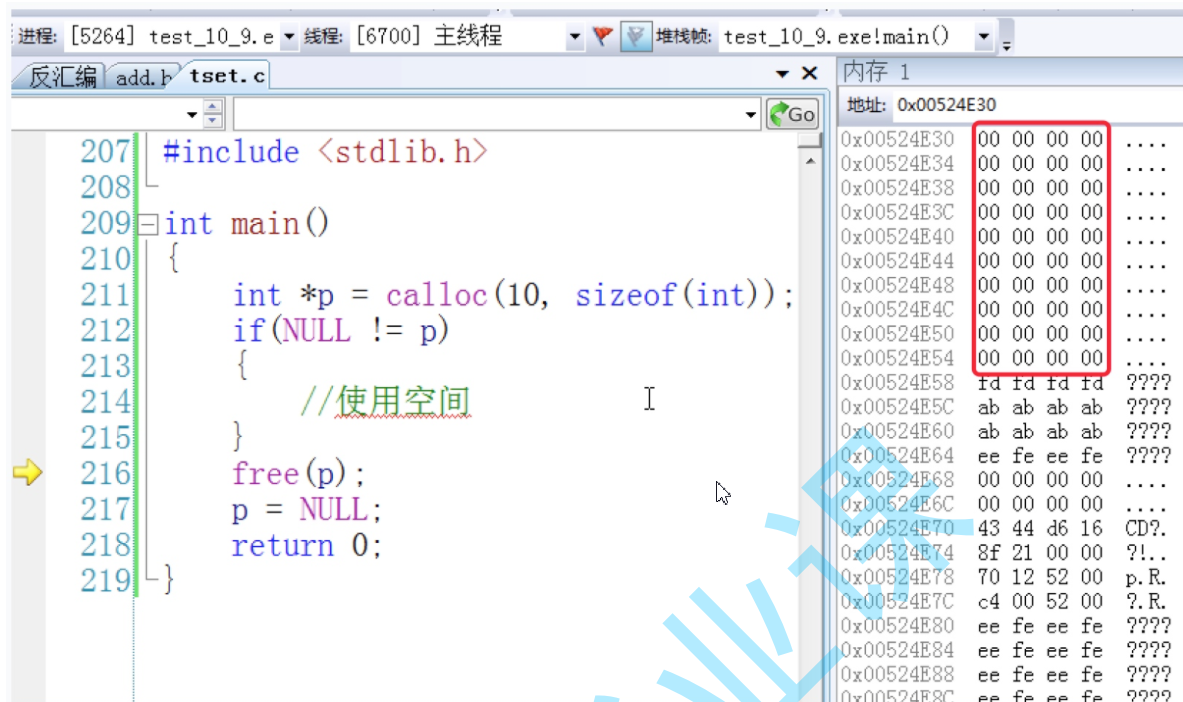 进程: [5264] test_10_9.e 线程: [6700] 主线程 堆栈帧: test_10_9.exe!main()
反汇编 add.h tset.c
Go
207 #include <stdlib.h>
208
209 int main()
210 {
211 int *p = calloc(10, sizeof(int));
212 if(NULL != p)
213 {
214 //使用空间
215 }
216 free(p);
217 p = NULL;
218 return 0;
219 }
内存 1
地址: 0x00524E30
0x00524E30 00 00 00 00 ....
0x00524E34 00 00 00 00 ....
0x00524E38 00 00 00 00 ....
0x00524E3C 00 00 00 00 ....
0x00524E40 00 00 00 00 ....
0x00524E44 00 00 00 00 ....
0x00524E48 00 00 00 00 ....
0x00524E4C 00 00 00 00 ....
0x00524E50 00 00 00 00 ....
0x00524E54 00 00 00 00 ....
0x00524E58 fd fd fd fd ????
0x00524E5C ab ab ab ab ????
0x00524E60 ab ab ab ab ????
0x00524E64 ee fe ee fe ????
0x00524E68 00 00 00 00 ....
0x00524E6C 00 00 00 00 ....
0x00524E70 43 44 d6 16 CD?.
0x00524E74 8f 21 00 00 ?!..
0x00524E78 70 12 52 00 p.R.
0x00524E7C c4 00 52 00 ?.R.
0x00524E80 ee fe ee fe ????
0x00524E84 ee fe ee fe ????
0x00524E88 ee fe ee fe ????
0x00524E8C ee fe ee fe ????
业课